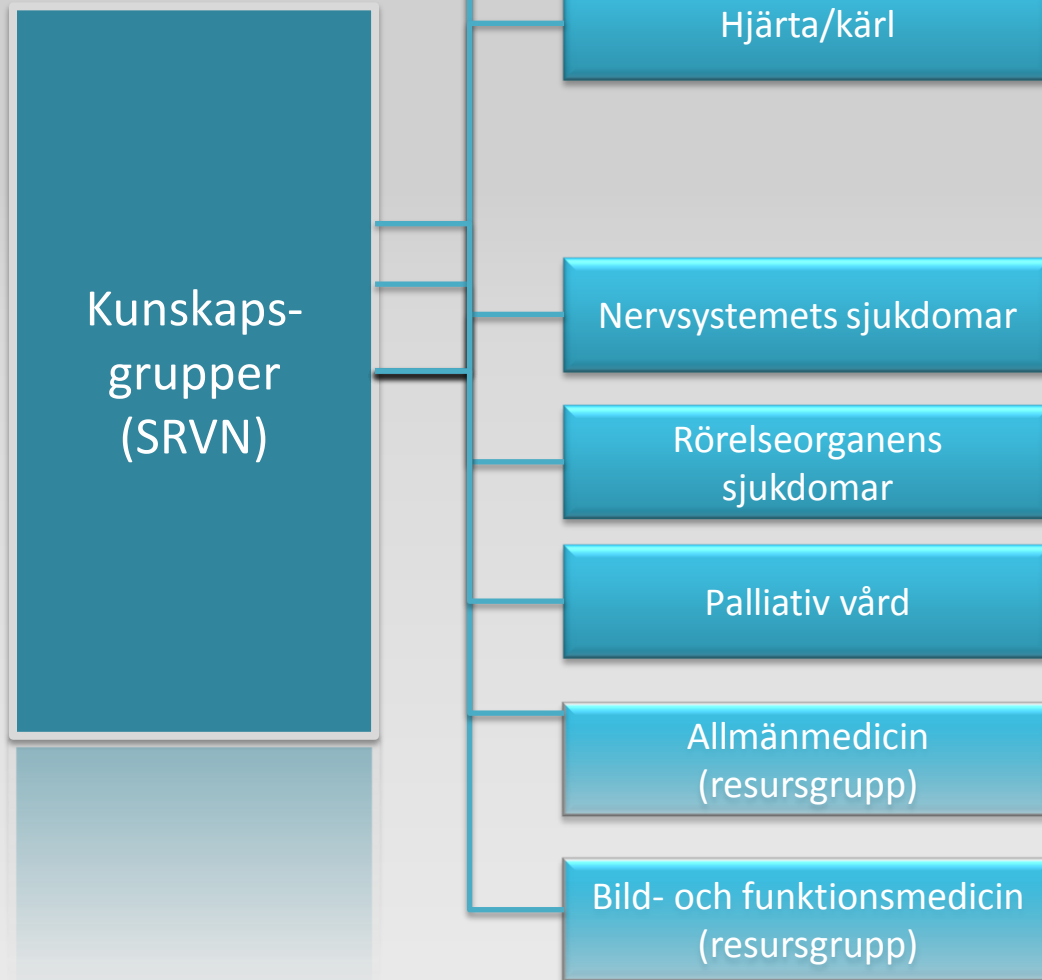 Kunskaps-
grupper
(SRVN)
Hjärta/kärl
Nervsystemets sjukdomar
Rörelseorganens
sjukdomar
Palliativ vård
Allmänmedicin
(resursgrupp)
Bild- och funktionsmedicin
(resursgrupp)